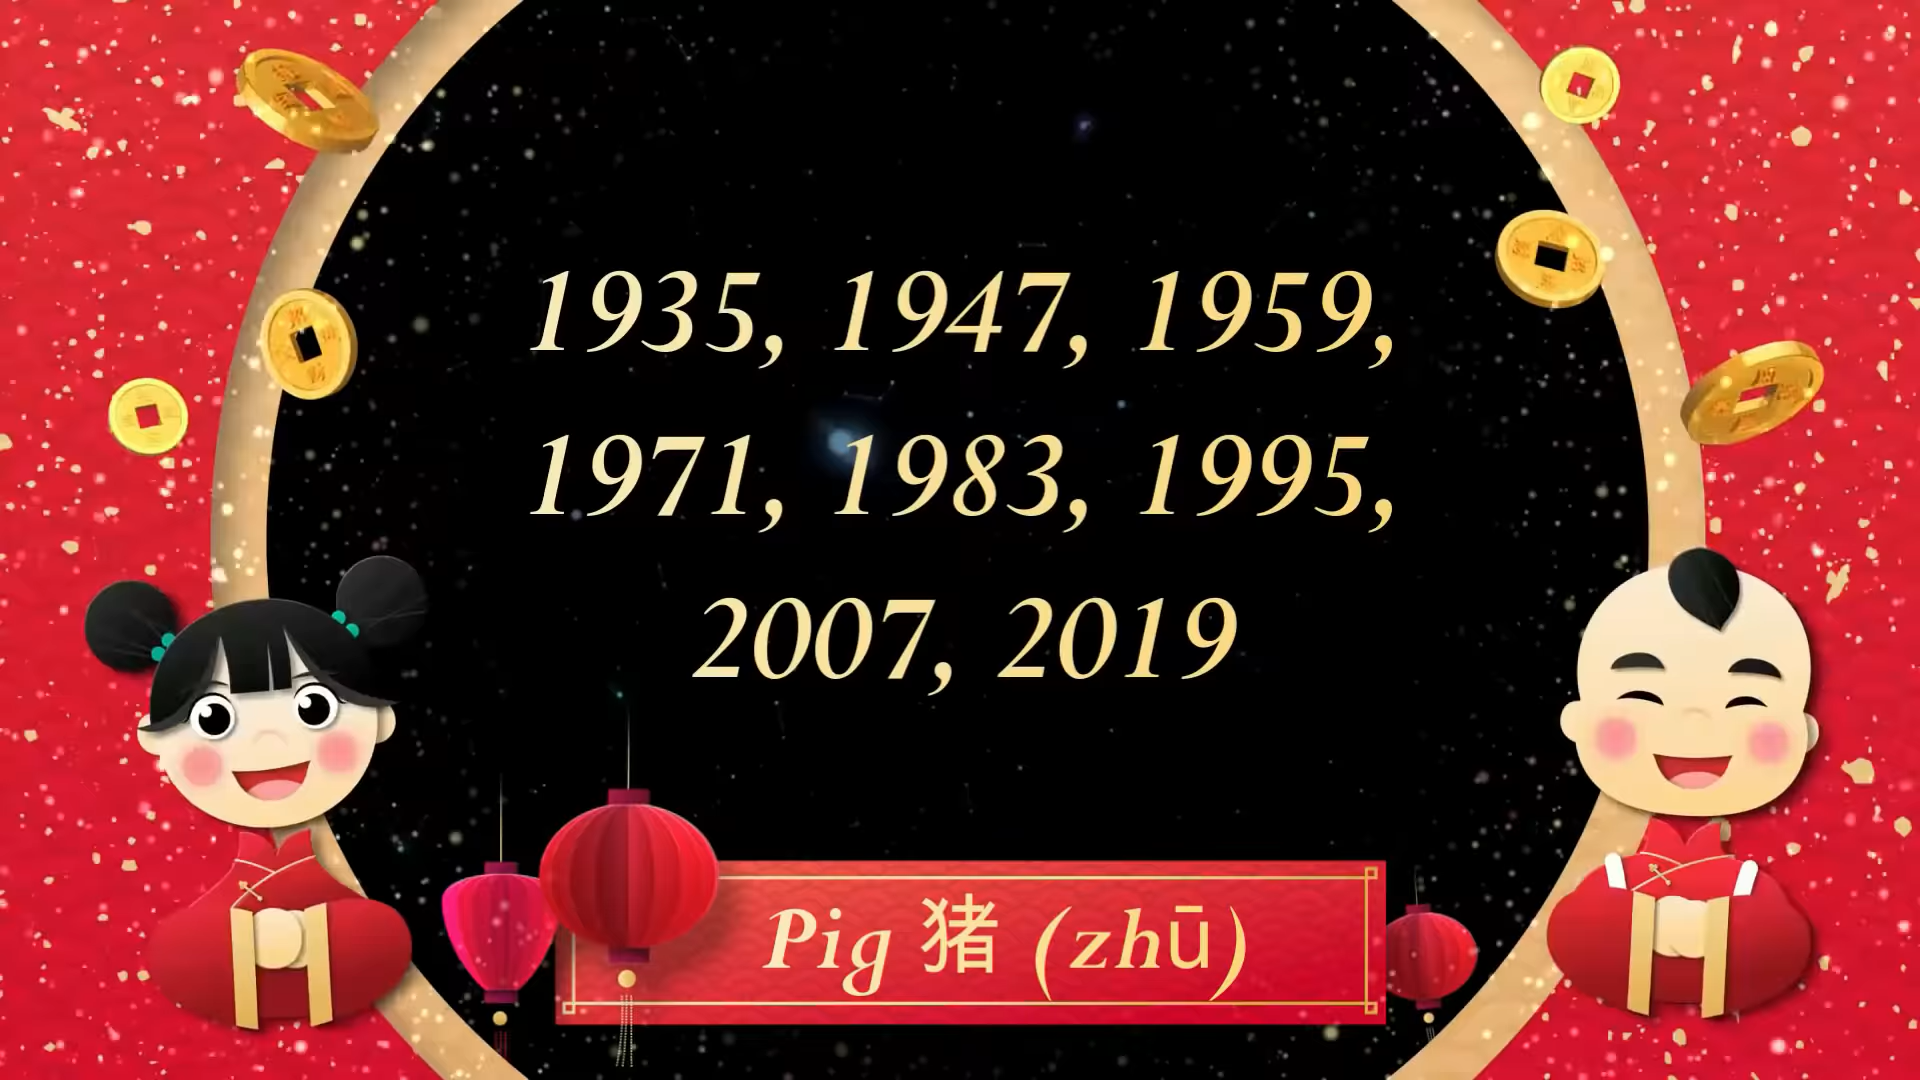 1935, 1947, 1959,
1971, 1983, 1995,
2007, 2019
Pig 猪 (zhū)